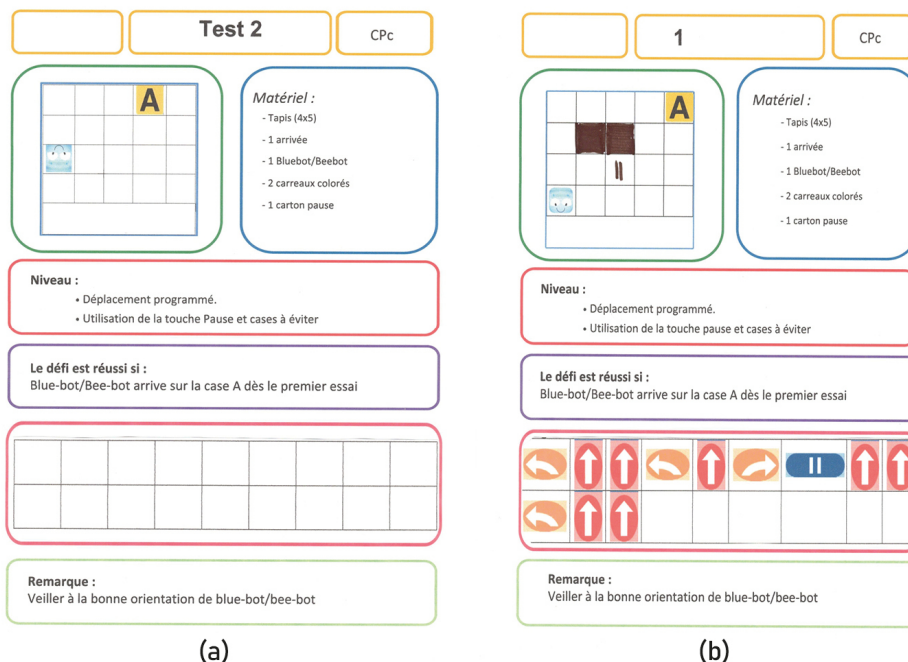 Test 2
CPc
A
Matériel :
- Tapis (4x5)
- 1 arrivée
- 1 Bluebot/Beebot
- 2 carreaux colorés
- 1 carton pause
Niveau :
• Déplacement programmé.
• Utilisation de la touche Pause et cases à éviter
Le défi est réussi si :
Blue-bot/Bee-bot arrive sur la case A dès le premier essai
Remarque :
Veiller à la bonne orientation de blue-bot/bee-bot
(a)
1
CPc
A
Matériel :
- Tapis (4x5)
- 1 arrivée
- 1 Bluebot/Beebot
- 2 carreaux colorés
- 1 carton pause
Niveau :
• Déplacement programmé.
• Utilisation de la touche pause et cases à éviter
Le défi est réussi si :
Blue-bot/Bee-bot arrive sur la case A dès le premier essai
Remarque :
Veiller à la bonne orientation de blue-bot/bee-bot
(b)